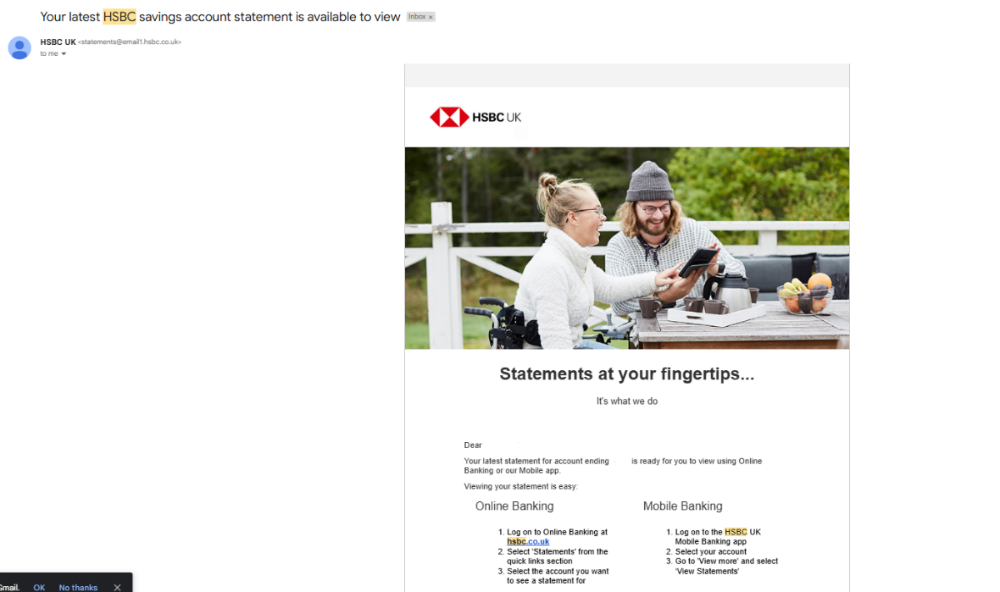 Your latest HSBC savings account statement is available to view Inbox ×
HSBC UK <statements@email1.hsbc.co.uk>
to me
HSBC UK
Statements at your fingertips...
It's what we do
Dear
Your latest statement for account ending is ready for you to view using Online
Banking or our Mobile app.
Viewing your statement is easy:
Online Banking
1. Log on to Online Banking at
hsbc.co.uk
2. Select 'Statements' from the
quick links section
3. Select the account you want
to see a statement for
Mobile Banking
1. Log on to the HSBC UK
Mobile Banking app
2. Select your account
3. Go to 'View more' and select
'View Statements'
Gmail. OK No thanks ×